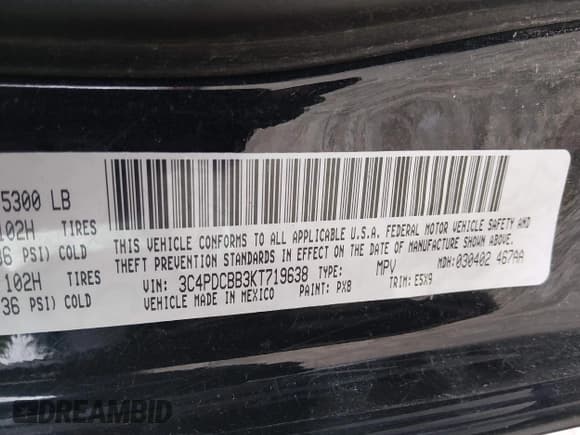 5300 LB
102H TIRES
36 PSI) COLD
102H TIRES
36 PSI) COLD
THIS VEHICLE CONFORMS TO ALL APPLICABLE U.S.A. FEDERAL MOTOR VEHICLE SAFETY AND
THEFT PREVENTION STANDARDS IN EFFECT ON THE DATE OF MANUFACTURE SHOWN ABOVE.
VIN: 3C4PDCBB3KT719638 TYPE: MPV MDH: 030402 467AA
VEHICLE MADE IN MEXICO PAINT: PX8 TRIM: E5X9
DREAMBID